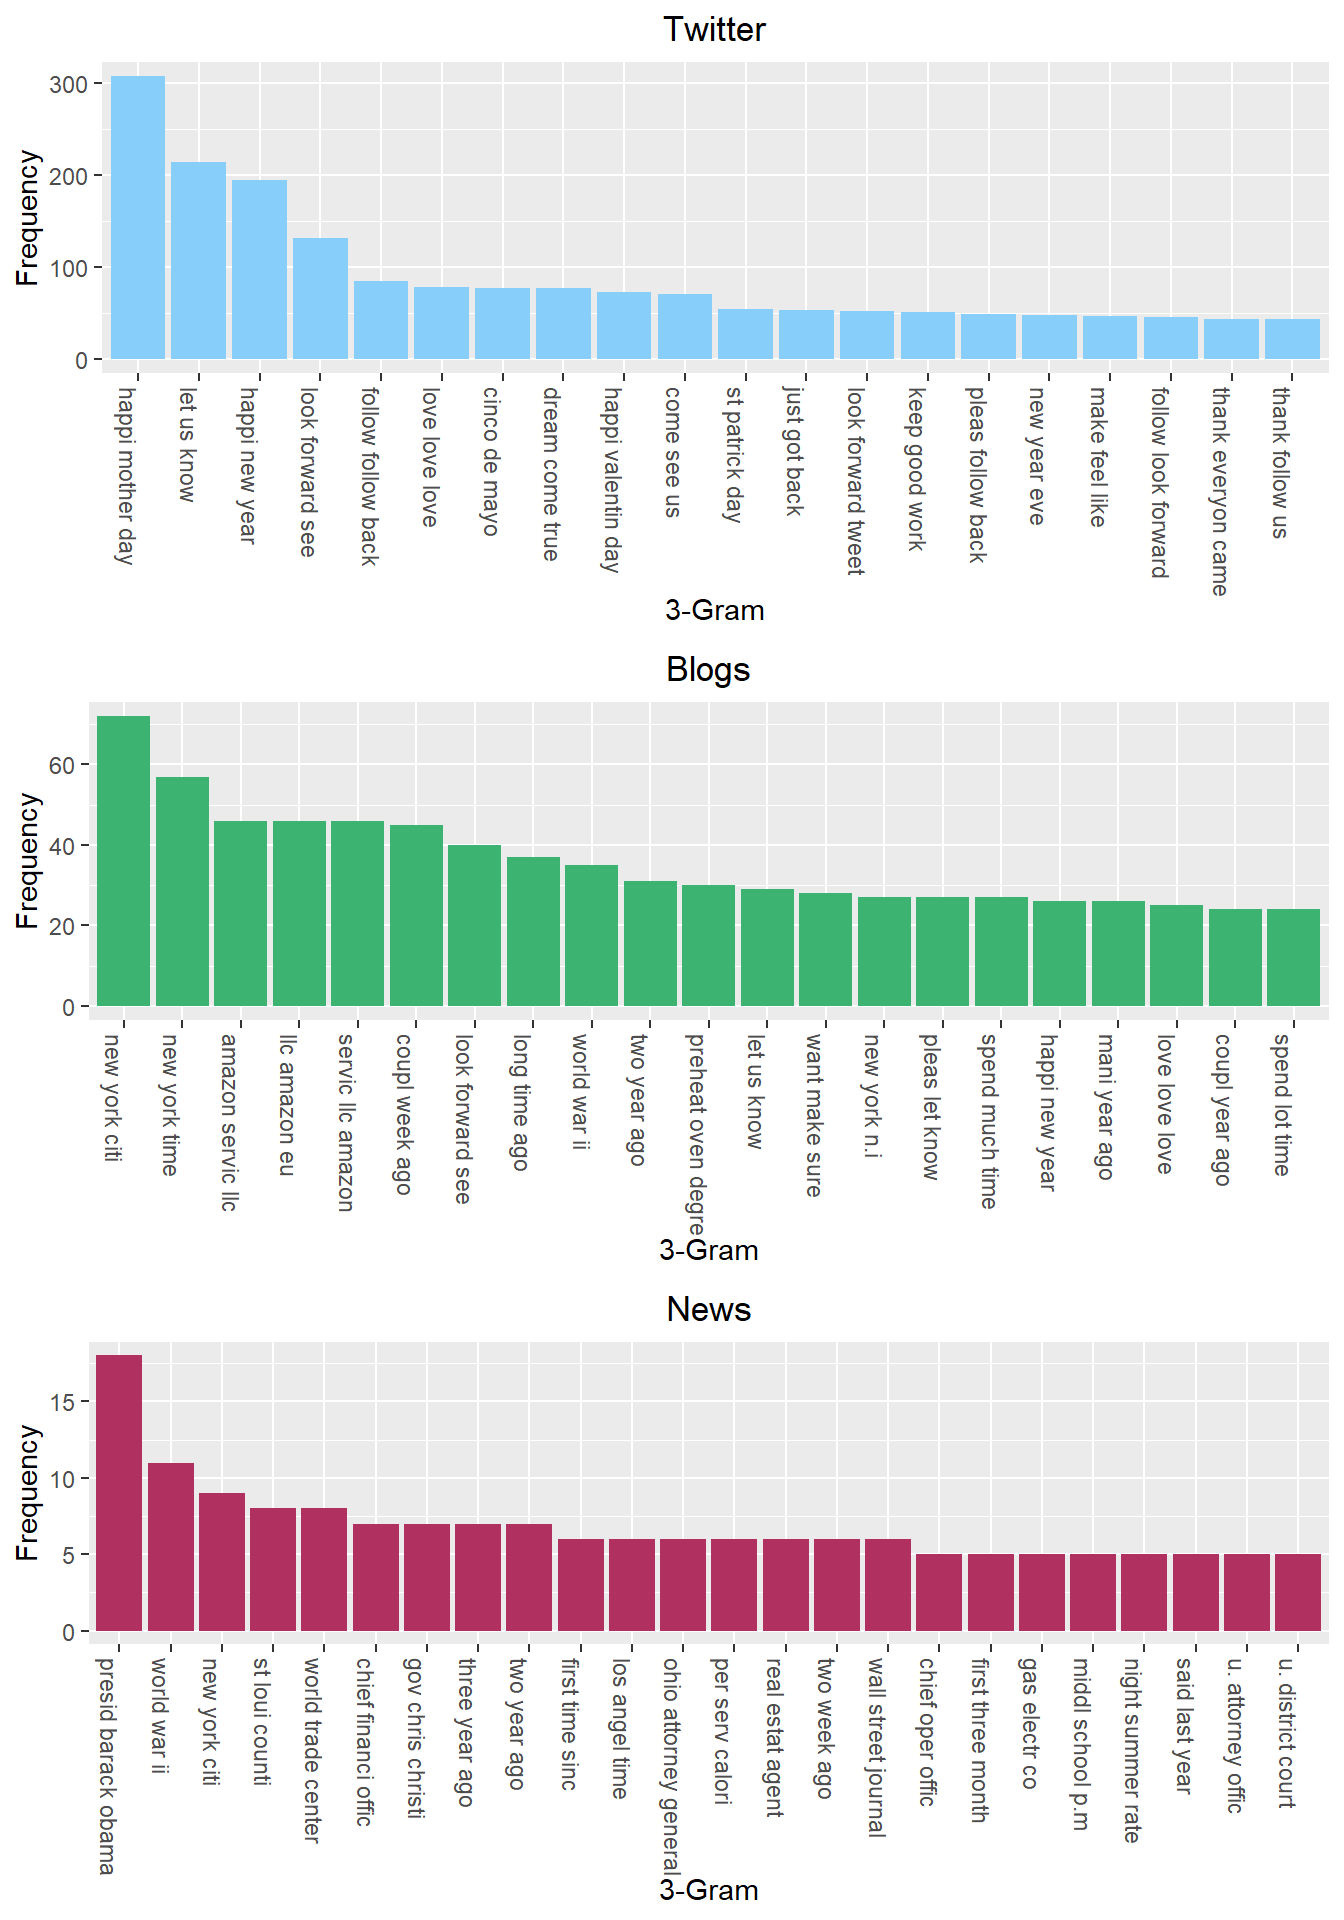 Twitter
Frequency
300
200
100
0
happi mother day
let us know
happi new year
look forward see
follow follow back
love love love
cinco de mayo
dream come true
happi valentin day
come see us
st patrick day
just got back
look forward tweet
keep good work
pleas follow back
new year eve
make feel like
follow look forward
thank everyon came
thank follow us
3-Gram
Blogs
Frequency
60
40
20
0
new york citi
new york time
amazon servic llc
llc amazon eu
servic llc amazon
coupl week ago
look forward see
long time ago
world war ii
two year ago
preheat oven degre
let us know
want make sure
new york n.i
pleas let know
spend much time
happi new year
mani year ago
love love love
coupl year ago
spend lot time
3-Gram
News
Frequency
15
10
5
0
presid barack obama
world war ii
new york citi
st loui counti
world trade center
chief financi offic
gov chris christi
three year ago
two year ago
first time sinc
los angel time
ohio attorney general
per serv calori
real estat agent
two week ago
wall street journal
chief oper offic
first three month
gas electr co
middl school p.m
night summer rate
said last year
u. attorney offic
u. district court
3-Gram